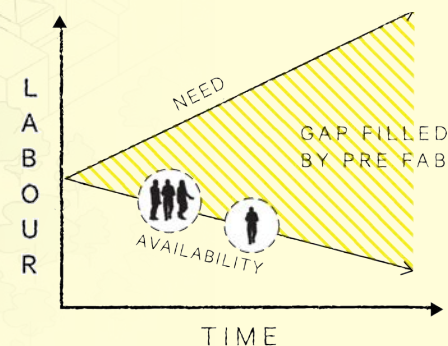 LABOUR
NEED
GAP FILLED
BY PRE FAB
AVAILABILITY
TIME